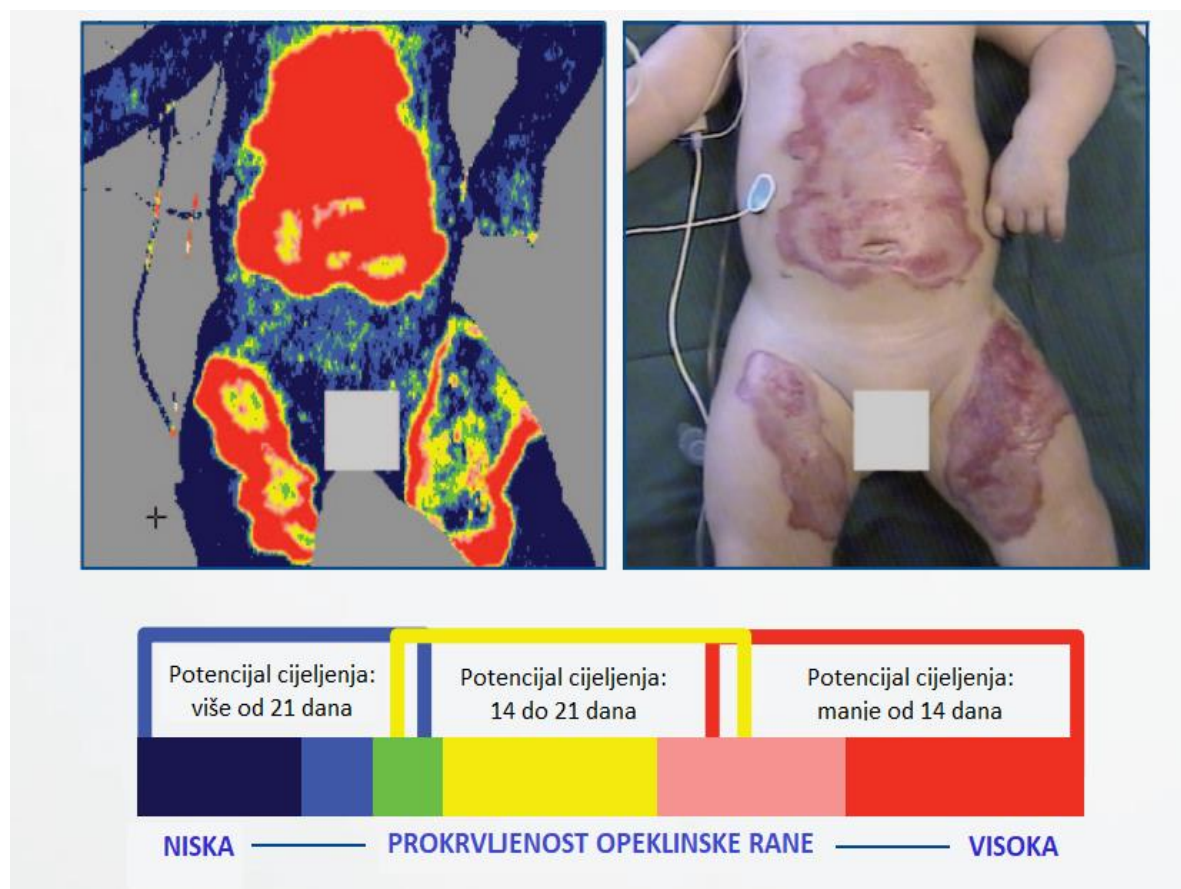 Potencijal cijeljenja:
više od 21 dana
Potencijal cijeljenja:
14 do 21 dana
Potencijal cijeljenja:
manje od 14 dana
NISKA PROKRVLJENOST OPEKLINSKE RANE VISOKA